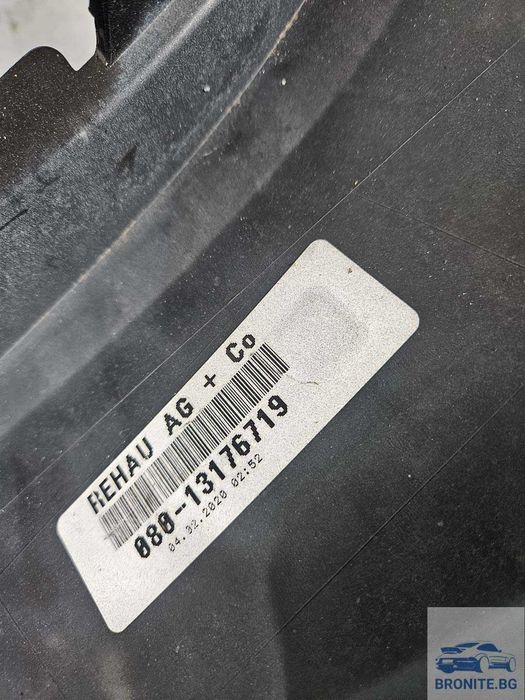 REHAU AG + Co
080-13176719
04.02.2020 02:52
BRONITE.BG